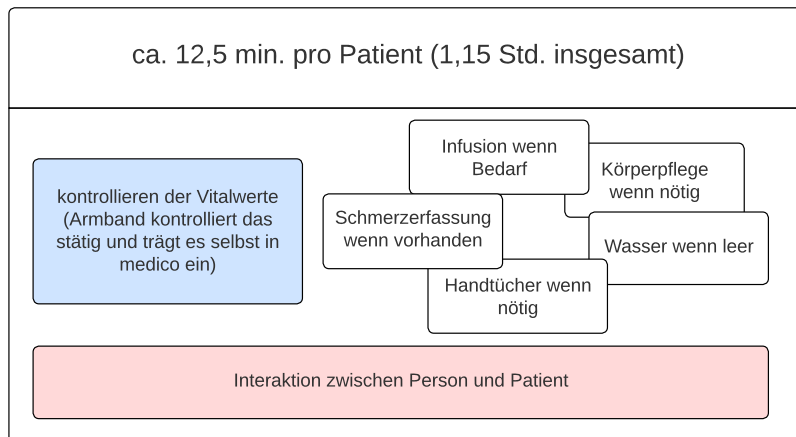 ca. 12,5 min. pro Patient (1,15 Std. insgesamt)
kontrollieren der Vitalwerte
(Armband kontrolliert das
stätig und trägt es selbst in
medico ein)
Infusion wenn
Bedarf
Körperpflege
wenn nötig
Schmerzerfassung
wenn vorhanden
Wasser wenn leer
Handtücher wenn
nötig
Interaktion zwischen Person und Patient